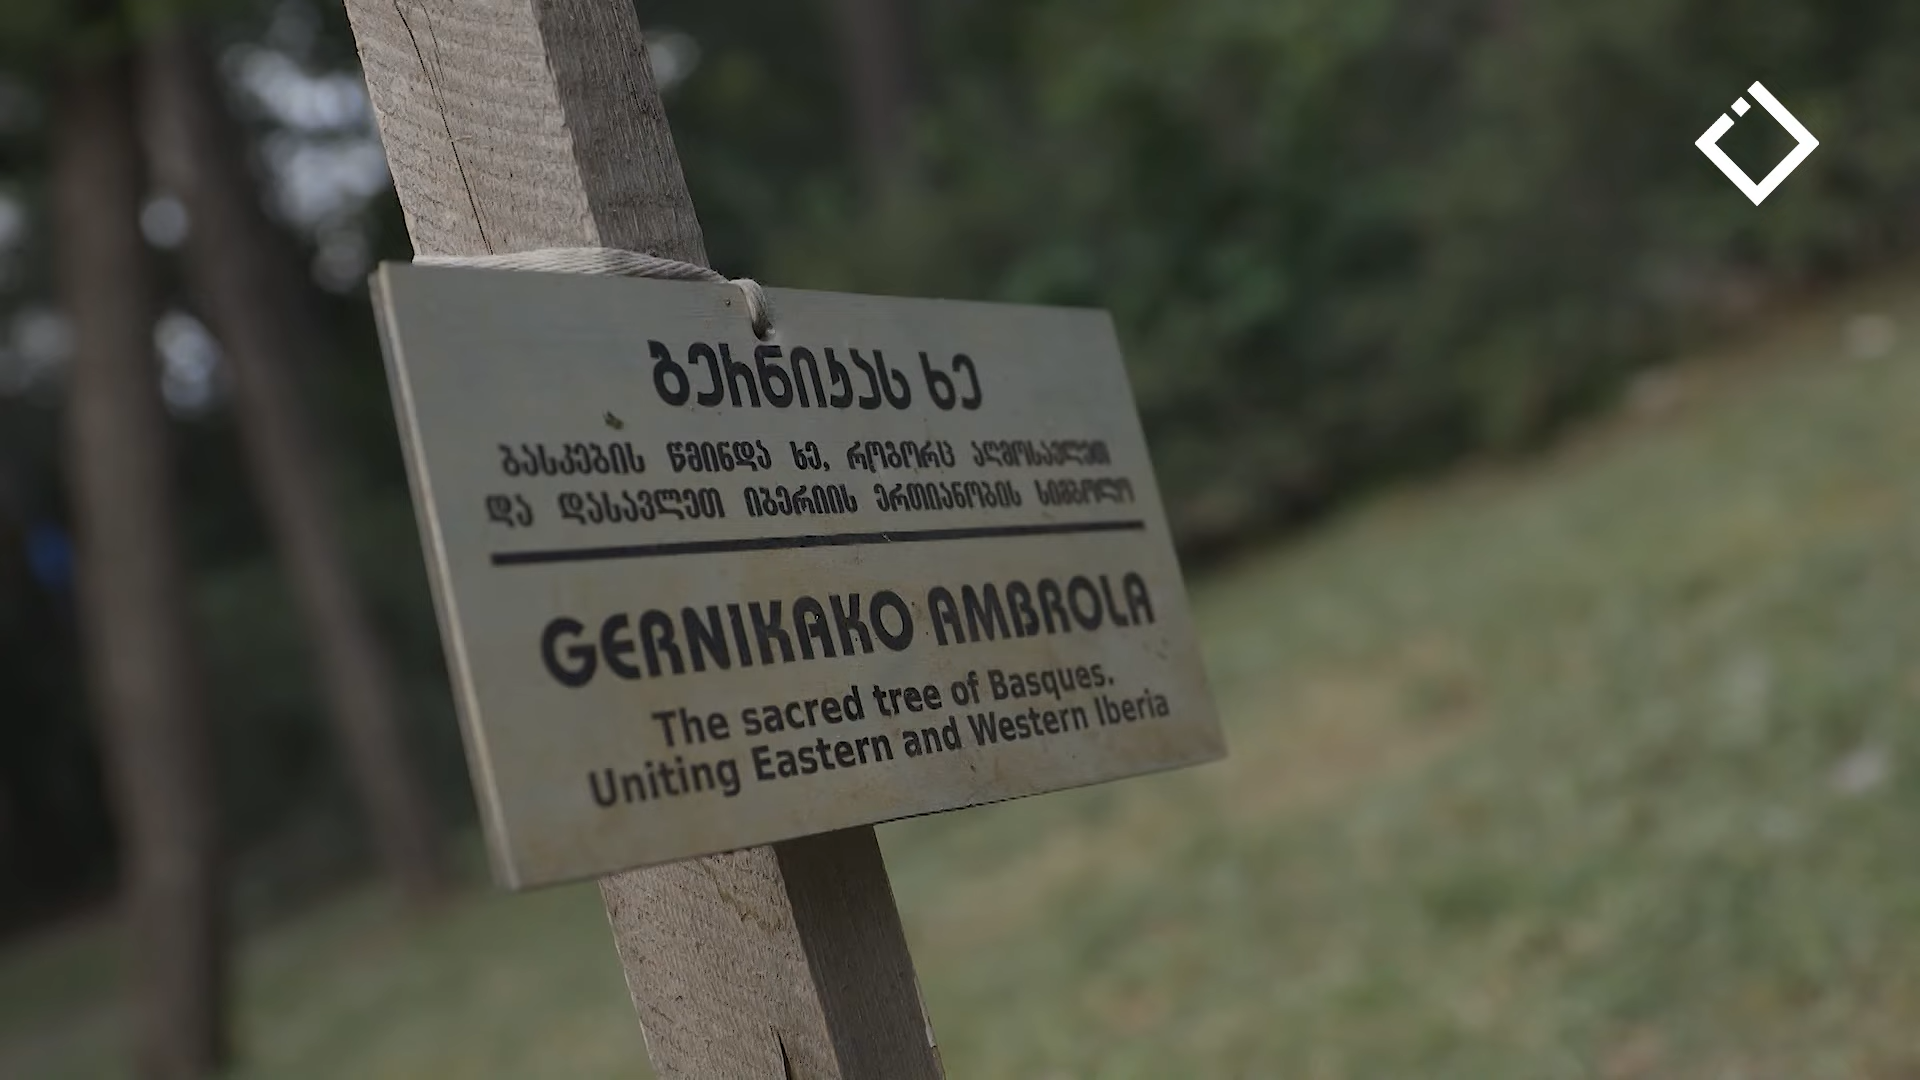 გერნიკას ხე
ბასკების წმინდა ხე, როგორც აღმოსავლეთ
და დასავლეთ იბერიის ერთიანობის სიმბოლო
GERNIKAKO AMBROLA
The sacred tree of Basques.
Uniting Eastern and Western Iberia